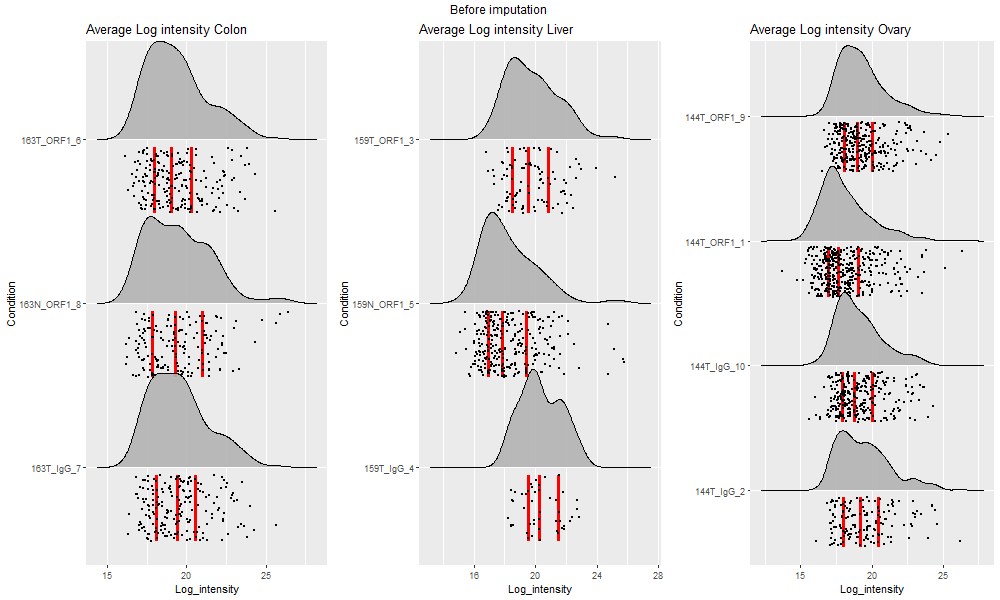 Before imputation
Average Log intensity Colon
Condition
163T_ORF1_6
163N_ORF1_8
163T_IgG_7
15 20 25
Log_intensity
Average Log intensity Liver
Condition
159T_ORF1_3
159N_ORF1_5
159T_IgG_4
16 20 24 28
Log_intensity
Average Log intensity Ovary
Condition
144T_ORF1_9
144T_ORF1_1
144T_IgG_10
144T_IgG_2
15 20 25
Log_intensity